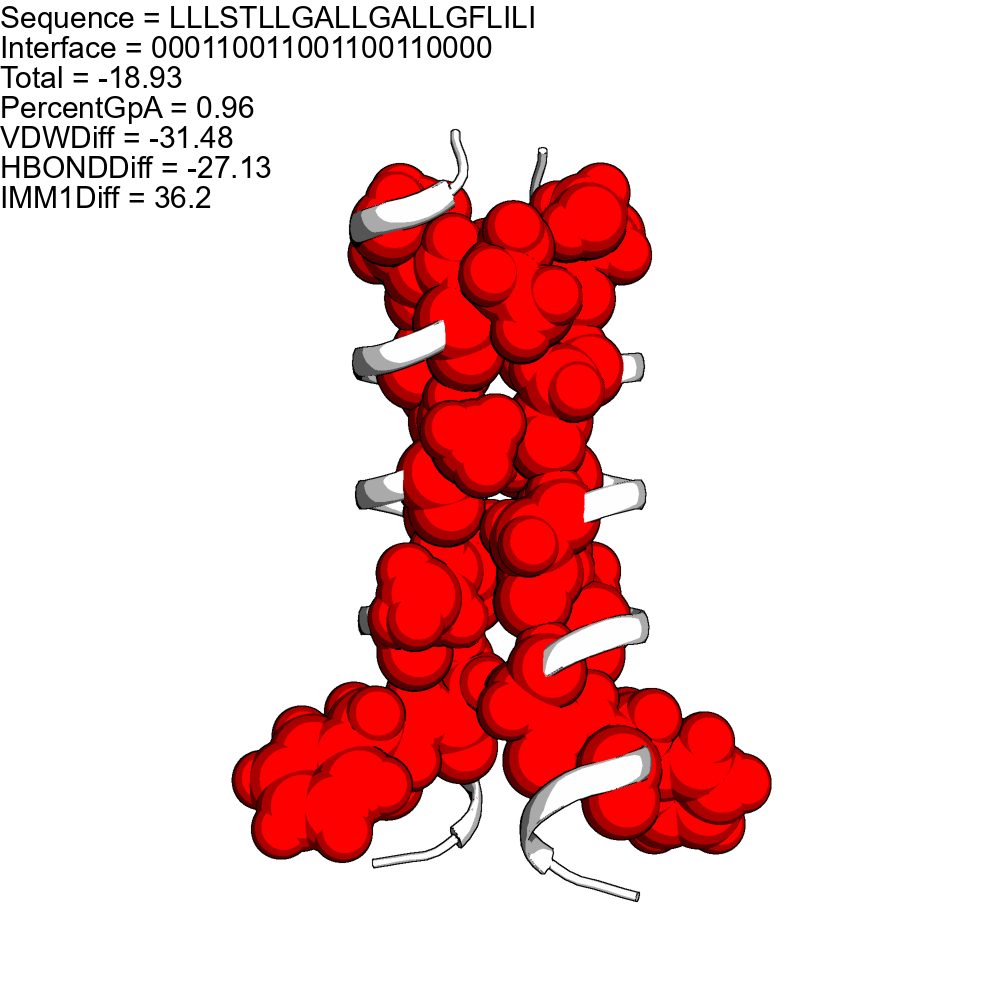 Sequence = LLLSTLLGALLGALLGFLILI
Interface = 000110011001100110000
Total = -18.93
PercentGpA = 0.96
VDWDiff = -31.48
HBONDDiff = -27.13
IMM1Diff = 36.2